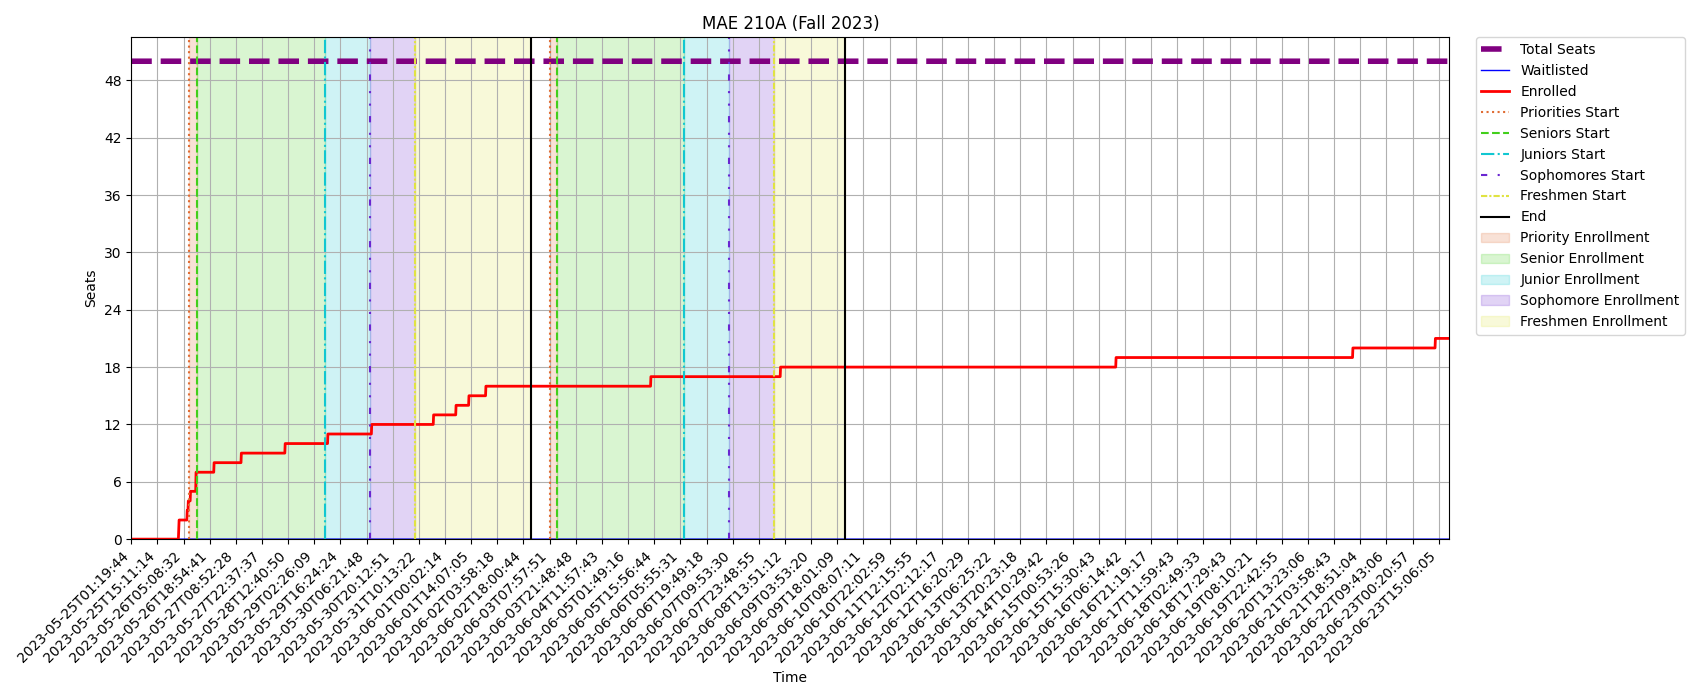 MAE 210A (Fall 2023)
Seats
48
42
36
30
24
18
12
6
0
2023-05-25T01:19:44
2023-05-25T15:11:14
2023-05-26T05:08:32
2023-05-26T18:54:41
2023-05-27T08:52:28
2023-05-27T22:37:37
2023-05-28T12:40:50
2023-05-29T02:26:09
2023-05-29T16:24:24
2023-05-30T06:21:48
2023-05-30T20:12:51
2023-05-31T10:13:22
2023-06-01T00:02:14
2023-06-01T14:07:05
2023-06-02T03:58:18
2023-06-02T18:00:44
2023-06-03T07:57:51
2023-06-03T21:48:48
2023-06-04T11:57:43
2023-06-05T01:49:16
2023-06-05T15:56:44
2023-06-06T05:55:31
2023-06-06T19:49:18
2023-06-07T09:53:30
2023-06-07T23:48:55
2023-06-08T13:51:12
2023-06-09T03:53:20
2023-06-09T18:01:09
2023-06-10T08:07:11
2023-06-10T22:02:59
2023-06-11T12:15:55
2023-06-12T02:12:17
2023-06-12T16:20:29
2023-06-13T06:25:22
2023-06-13T20:23:18
2023-06-14T10:29:42
2023-06-15T00:53:26
2023-06-15T15:30:43
2023-06-16T06:14:42
2023-06-16T21:19:17
2023-06-17T11:59:43
2023-06-18T02:49:33
2023-06-18T17:29:43
2023-06-19T08:10:21
2023-06-19T22:42:55
2023-06-20T13:23:06
2023-06-21T03:58:43
2023-06-21T18:51:04
2023-06-22T09:43:06
2023-06-23T00:20:57
2023-06-23T15:06:05
Time
Total Seats
Waitlisted
Enrolled
Priorities Start
Seniors Start
Juniors Start
Sophomores Start
Freshmen Start
End
Priority Enrollment
Senior Enrollment
Junior Enrollment
Sophomore Enrollment
Freshmen Enrollment